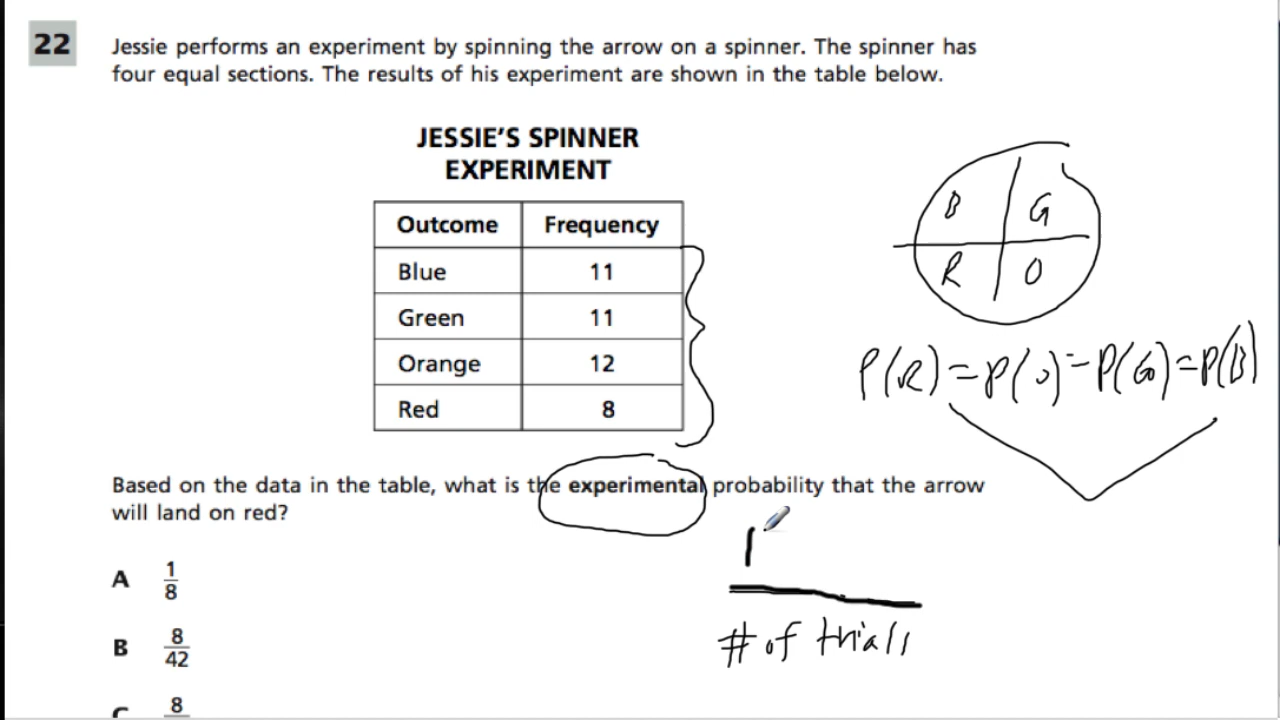 22
Jessie performs an experiment by spinning the arrow on a spinner. The spinner has
four equal sections. The results of his experiment are shown in the table below.
JESSIE'S SPINNER
EXPERIMENT
Outcome Frequency
Blue 11
Green 11
Orange 12
Red 8
B G
R O
P(R) = P(O) = P(G) = P(B)
Based on the data in the table, what is the experimental probability that the arrow
will land on red?
# of trials
A 1/8
B 8/42
C 8